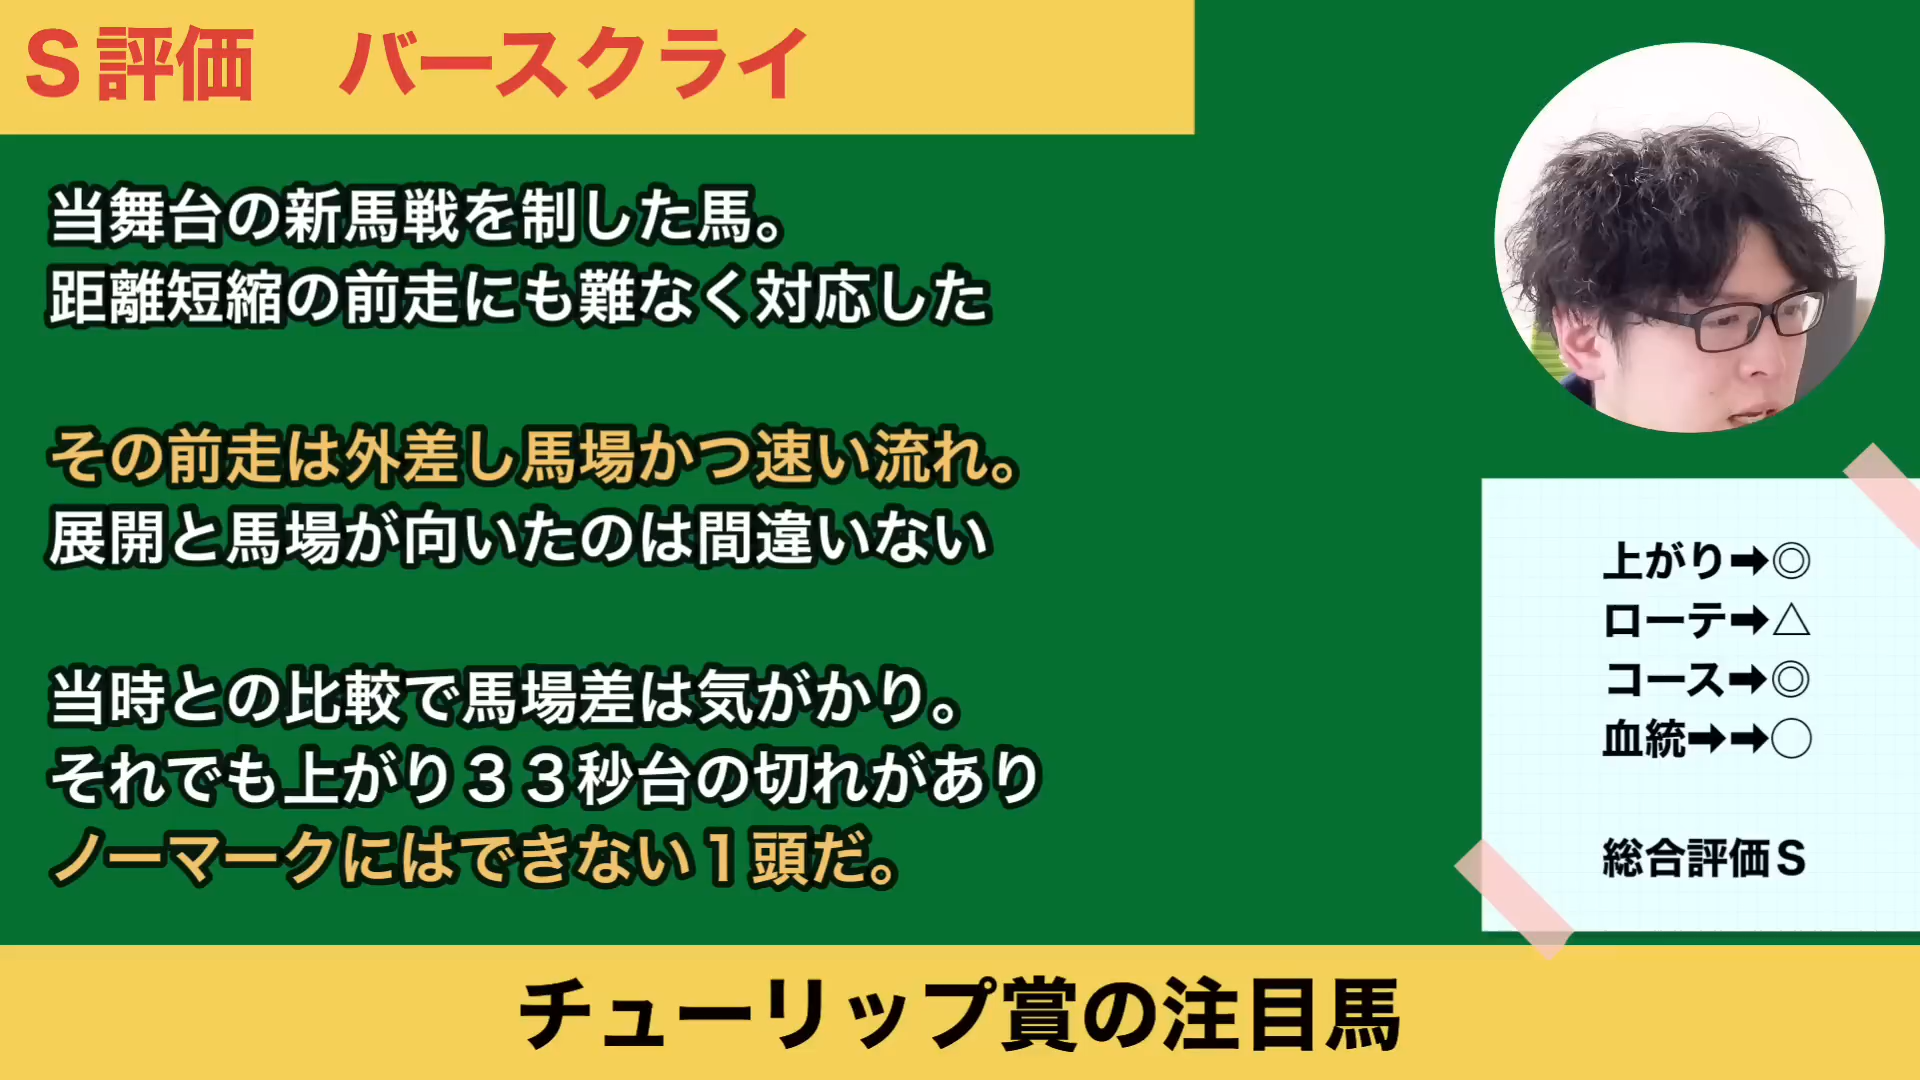 S評価　バースクライ
当舞台の新馬戦を制した馬。
距離短縮の前走にも難なく対応した
その前走は外差し馬場かつ速い流れ。
展開と馬場が向いたのは間違いない
当時との比較で馬場差は気がかり。
それでも上がり３３秒台の切れがあり
ノーマークにはできない１頭だ。
上がり➡◎
ローテ➡△
コース➡◎
血統➡➡◯
総合評価S
チューリップ賞の注目馬